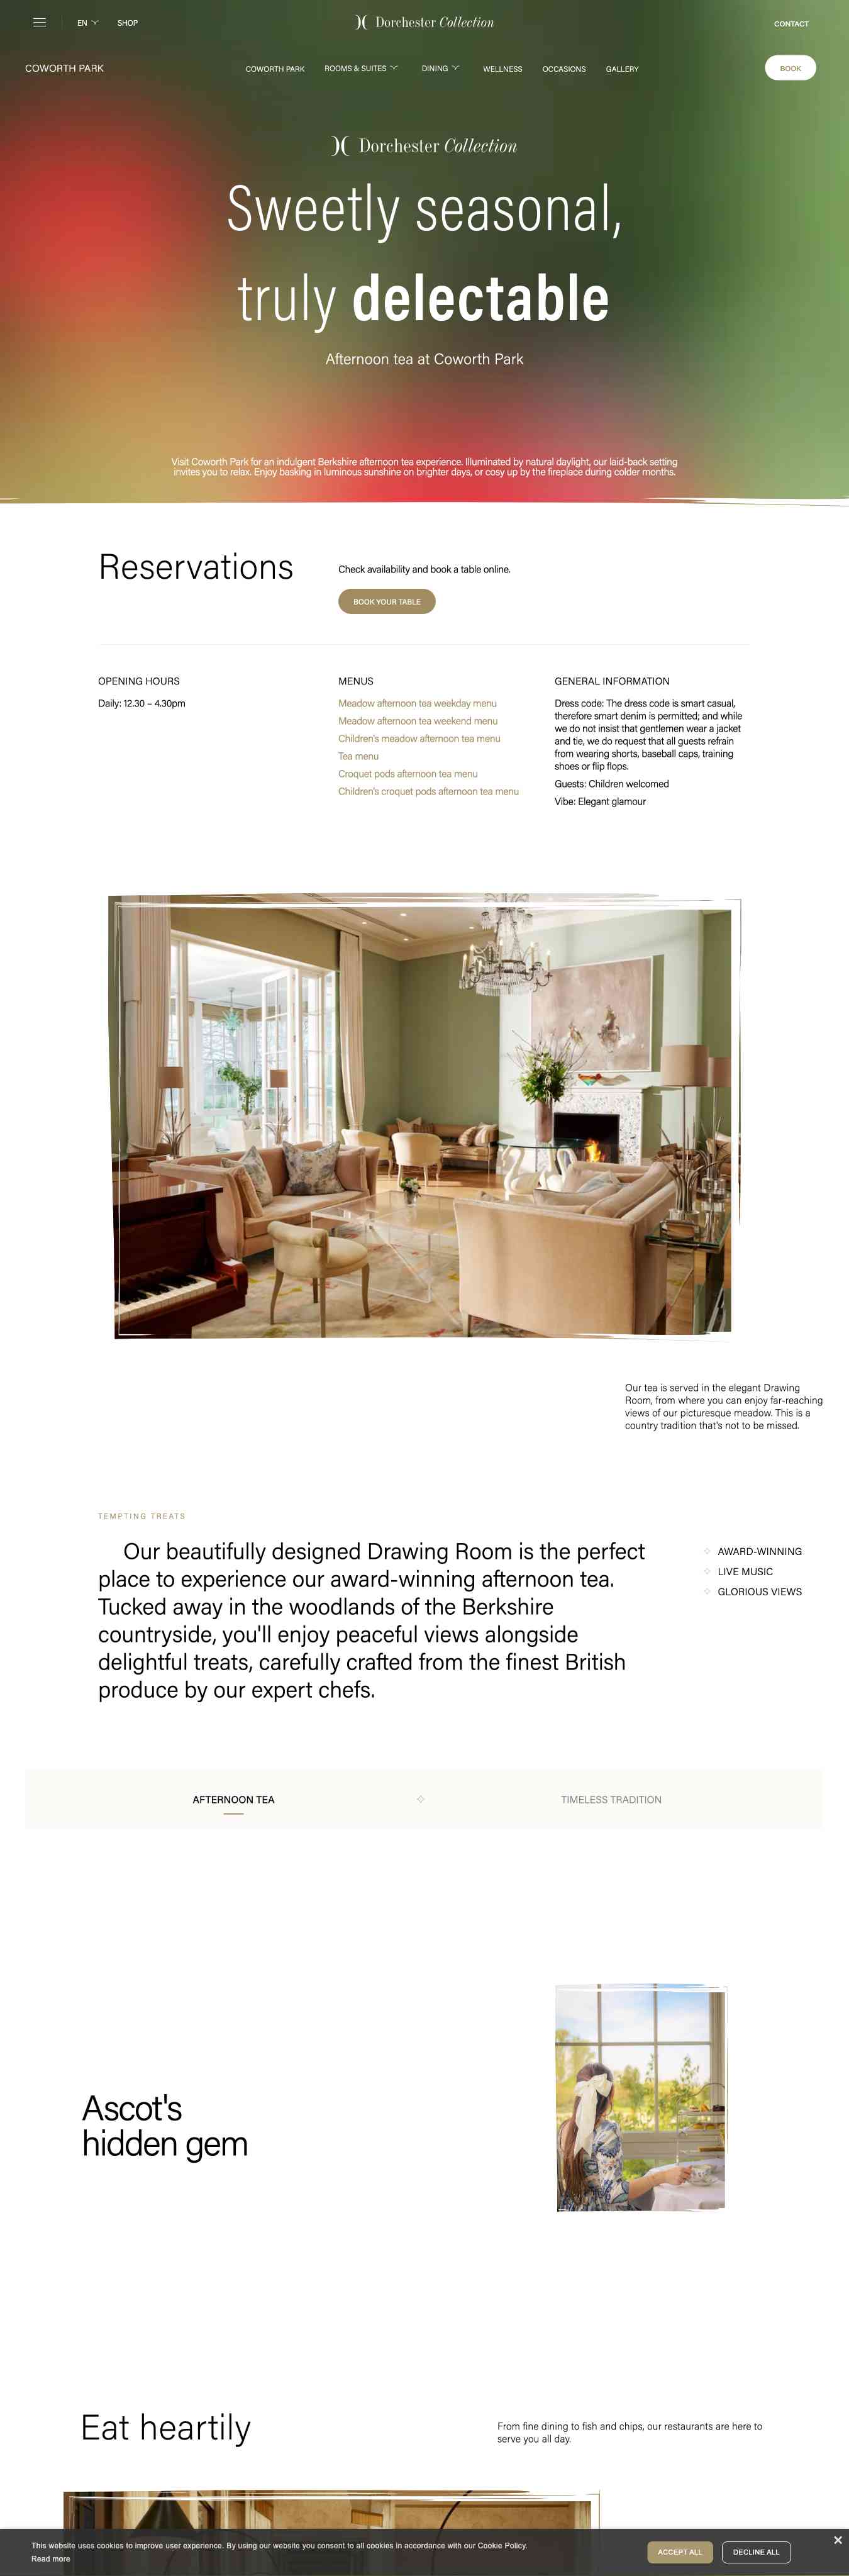 EN
SHOP
Dorchester Collection
CONTACT
COWORTH PARK
COWORTH PARK
ROOMS & SUITES
DINING
WELLNESS
OCCASIONS
GALLERY
BOOK
Dorchester Collection
Sweetly seasonal,
truly delectable
Afternoon tea at Coworth Park
Visit Coworth Park for an indulgent Berkshire afternoon tea experience. Illuminated by natural daylight, our laid-back setting
invites you to relax. Enjoy basking in luminous sunshine on brighter days, or cosy up by the fireplace during colder months.
Reservations
Check availability and book a table online.
BOOK YOUR TABLE
OPENING HOURS
Daily: 12.30 – 4.30pm
MENUS
Meadow afternoon tea weekday menu
Meadow afternoon tea weekend menu
Children's meadow afternoon tea menu
Tea menu
Croquet pods afternoon tea menu
Children's croquet pods afternoon tea menu
GENERAL INFORMATION
Dress code: The dress code is smart casual,
therefore smart denim is permitted; and while
we do not insist that gentlemen wear a jacket
and tie, we do request that all guests refrain
from wearing shorts, baseball caps, training
shoes or flip flops.
Guests: Children welcomed
Vibe: Elegant glamour
Our tea is served in the elegant Drawing
Room, from where you can enjoy far-reaching
views of our picturesque meadow. This is a
country tradition that's not to be missed.
TEMPTING TREATS
Our beautifully designed Drawing Room is the perfect
place to experience our award-winning afternoon tea.
Tucked away in the woodlands of the Berkshire
countryside, you'll enjoy peaceful views alongside
delightful treats, carefully crafted from the finest British
produce by our expert chefs.
AWARD-WINNING
LIVE MUSIC
GLORIOUS VIEWS
AFTERNOON TEA
TIMELESS TRADITION
Ascot's
hidden gem
Eat heartily
From fine dining to fish and chips, our restaurants are here to
serve you all day.
This website uses cookies to improve user experience. By using our website you consent to all cookies in accordance with our Cookie Policy.
Read more
ACCEPT ALL
DECLINE ALL